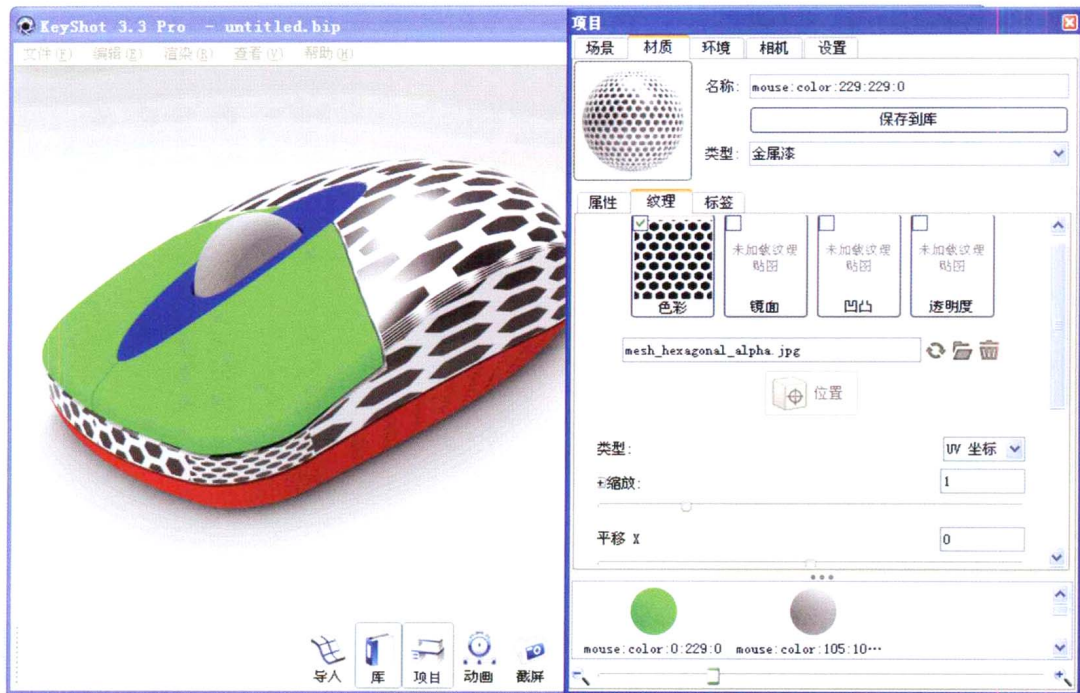 KeyShot 3.3 Pro - untitled.bip
文件(F) 编辑(E) 渲染(R) 查看(V) 帮助(H)
导入 库 项目 动画 截屏
项目
场景 材质 环境 相机 设置
名称: mouse:color:229:229:0
保存到库
类型: 金属漆
属性 纹理 标签
未加载纹理贴图 未加载纹理贴图 未加载纹理贴图
色彩 镜面 凹凸 透明度
mesh_hexagonal_alpha.jpg
位置
类型: UV 坐标
缩放: 1
平移 X 0
mouse:color:0:229:0 mouse:color:105:10…